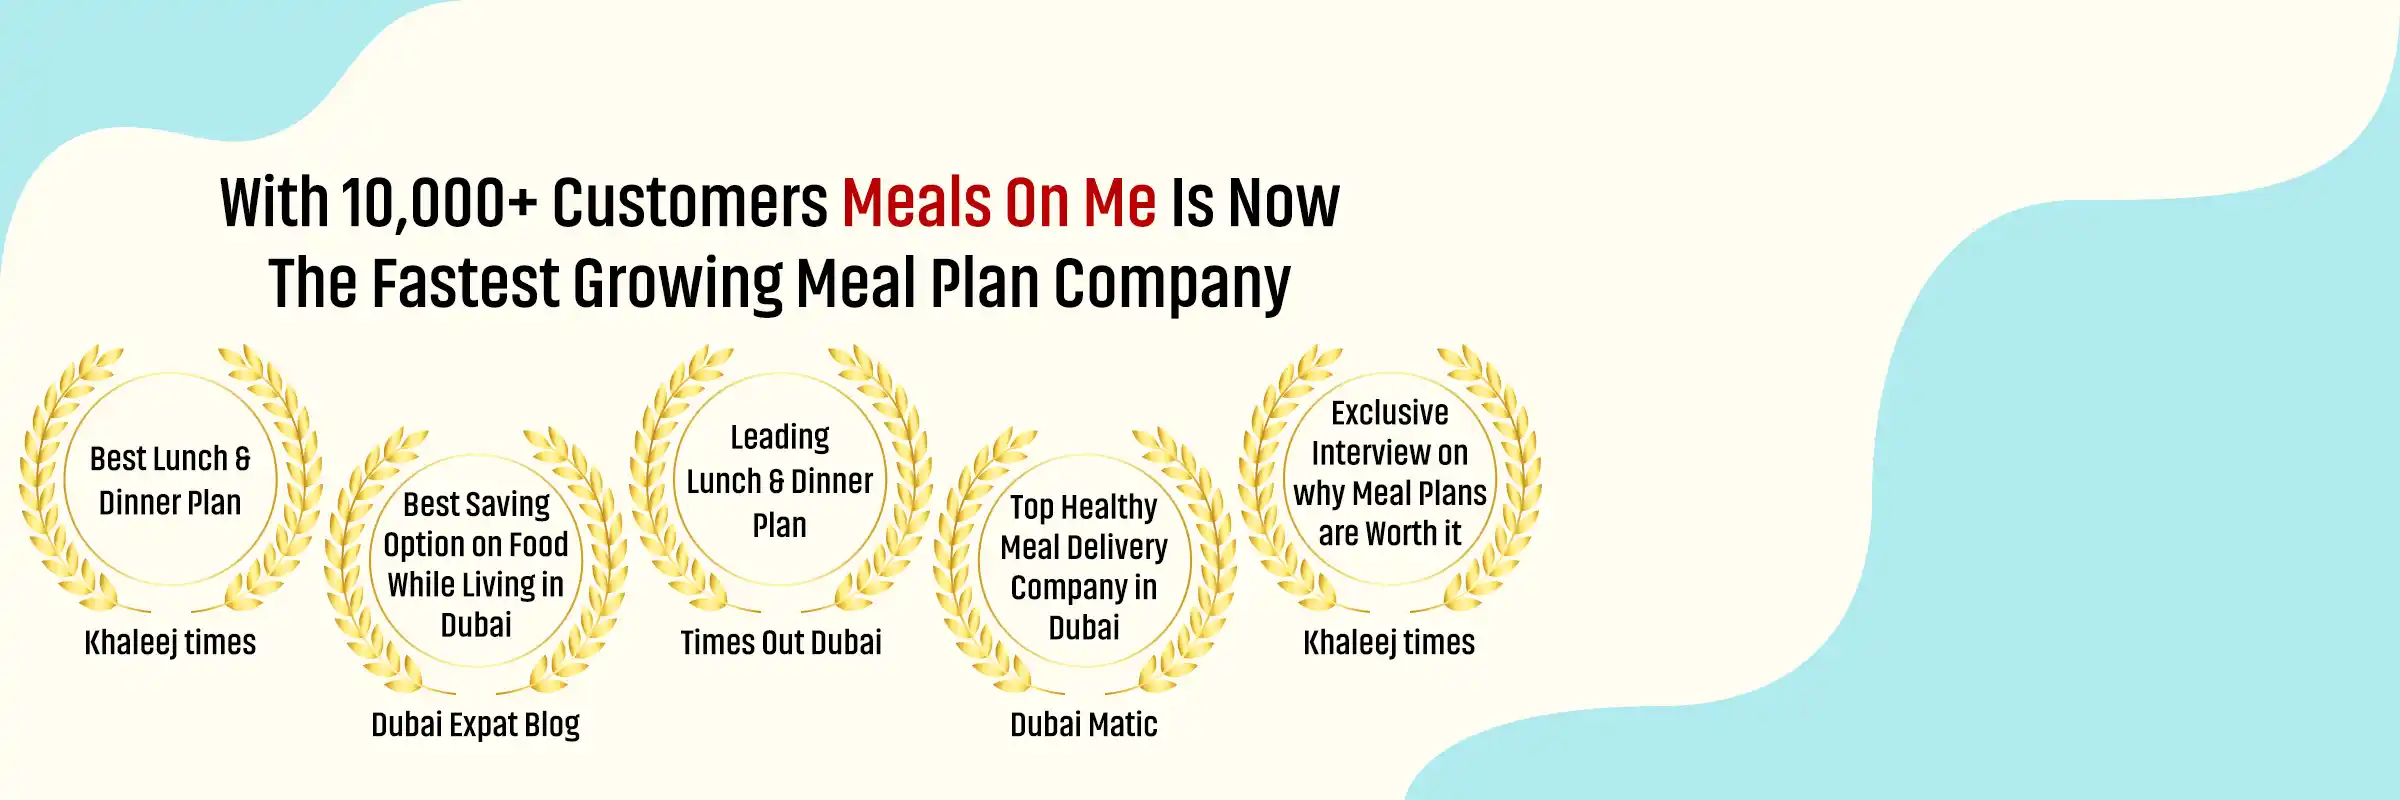 With 10,000+ Customers Meals On Me Is Now
The Fastest Growing Meal Plan Company
Best Lunch &
Dinner Plan
Khaleej times
Best Saving
Option on Food
While Living in
Dubai
Dubai Expat Blog
Leading
Lunch & Dinner
Plan
Times Out Dubai
Top Healthy
Meal Delivery
Company in
Dubai
Dubai Matic
Exclusive
Interview on
why Meal Plans
are Worth it
Khaleej times